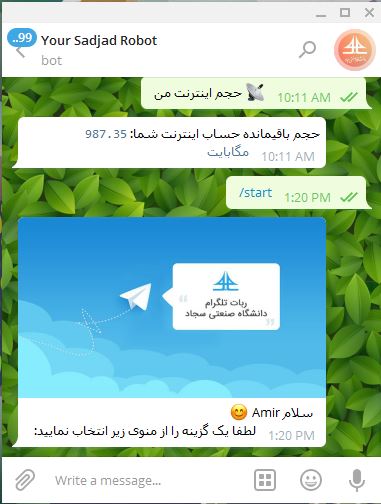 ..99
Your Sadjad Robot
bot
حجم اینترنت من
10:11 AM
حجم باقیمانده حساب اینترنت شما: 987.35
مگابایت
10:11 AM
/start
1:20 PM
ربات تلگرام
دانشگاه صنعتی سجاد
سلام Amir 😊
لطفا یک گزینه را از منوی زیر انتخاب نمایید:
1:20 PM
Write a message...